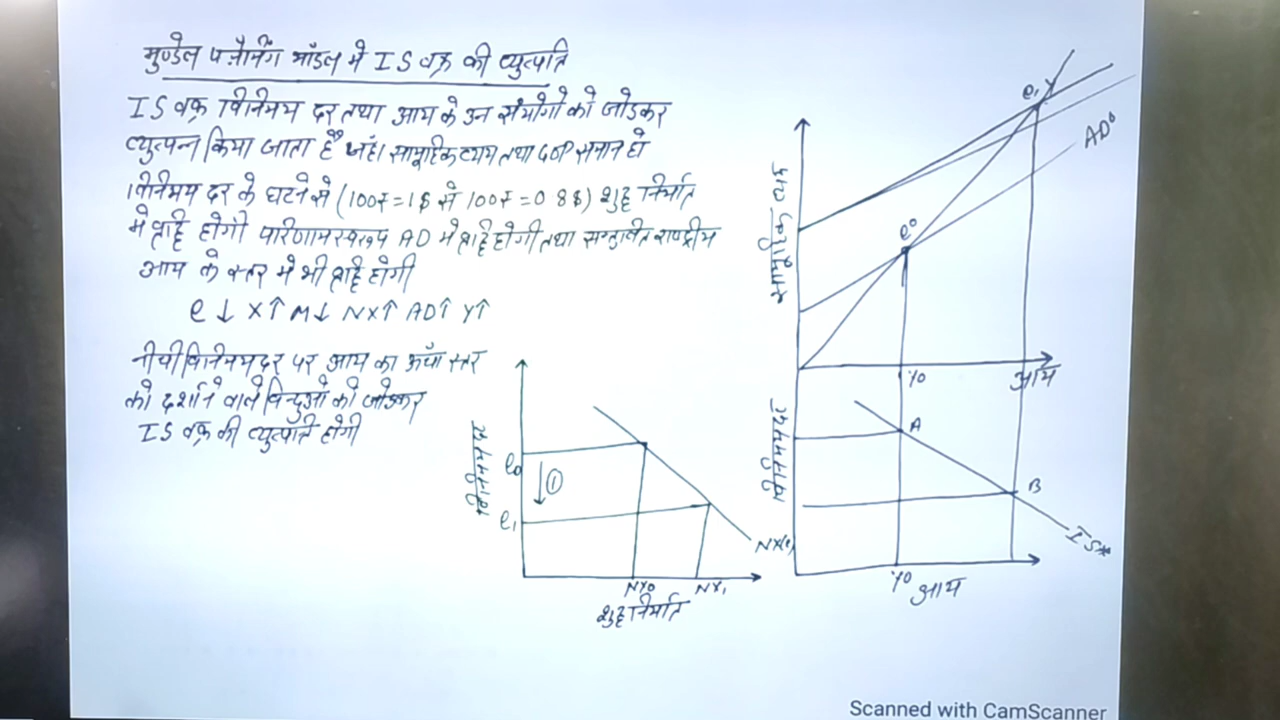 मुण्डेल फ्लेमिंग मॉडल मे IS वक्र की व्युत्पत्ति
IS वक्र विनिमय दर तथा आय के उन संयोगो को जोडकर
व्युत्पन्न किया जाता है जहाँ सामूहिक व्यय तथा GDP समान हो
विनिमय दर के घटने से (100₹=1$ से 100₹=0 8$) शुद्ध निर्यात
मे वृद्धि होगी परिणामस्वरूप AD मे वृद्धि होगी तथा सन्तुलित राष्ट्रीय
आय के स्तर मे भी वृद्धि होगी
e↓ X↑ M↓ NX↑ AD↑ Y↑
नीची विनिमय दर पर आय का ऊँचा स्तर
को दर्शाने वाले बिन्दुओ को जोडकर
IS वक्र की व्युत्पत्ति होगी
विनिमय दर
e0
①
e1
NX(e)
NX0
NX1
शुद्ध निर्यात
सामूहिक व्यय
e1
Y
AD0
e0
Y0
आय
विनिमय दर
A
B
IS*
Y0
आय
Scanned with CamScanner